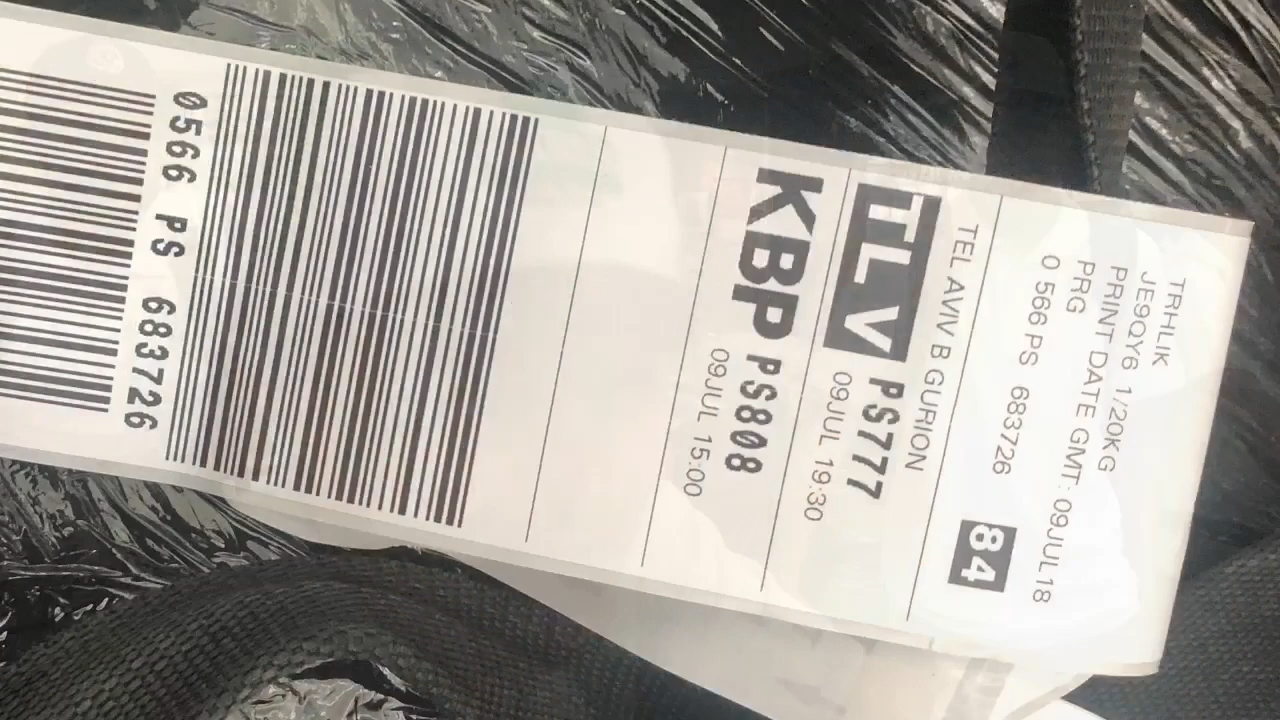 TRHLIK
JE9QY6 1/20KG
PRINT DATE GMT: 09JUL18
PRG
0 566 PS 683726
84
TEL AVIV B GURION
TLV PS777
09JUL 19:30
KBP PS808
09JUL 15:00
0566 PS 683726